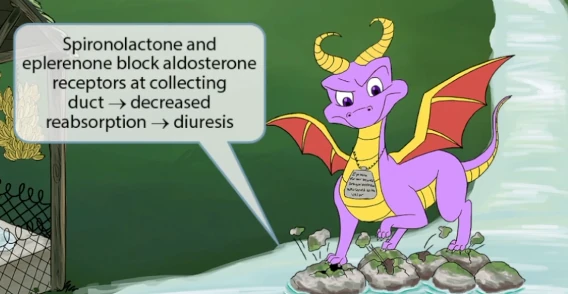 Spironolactone and
eplerenone block aldosterone
receptors at collecting
duct → decreased
reabsorption → diuresis